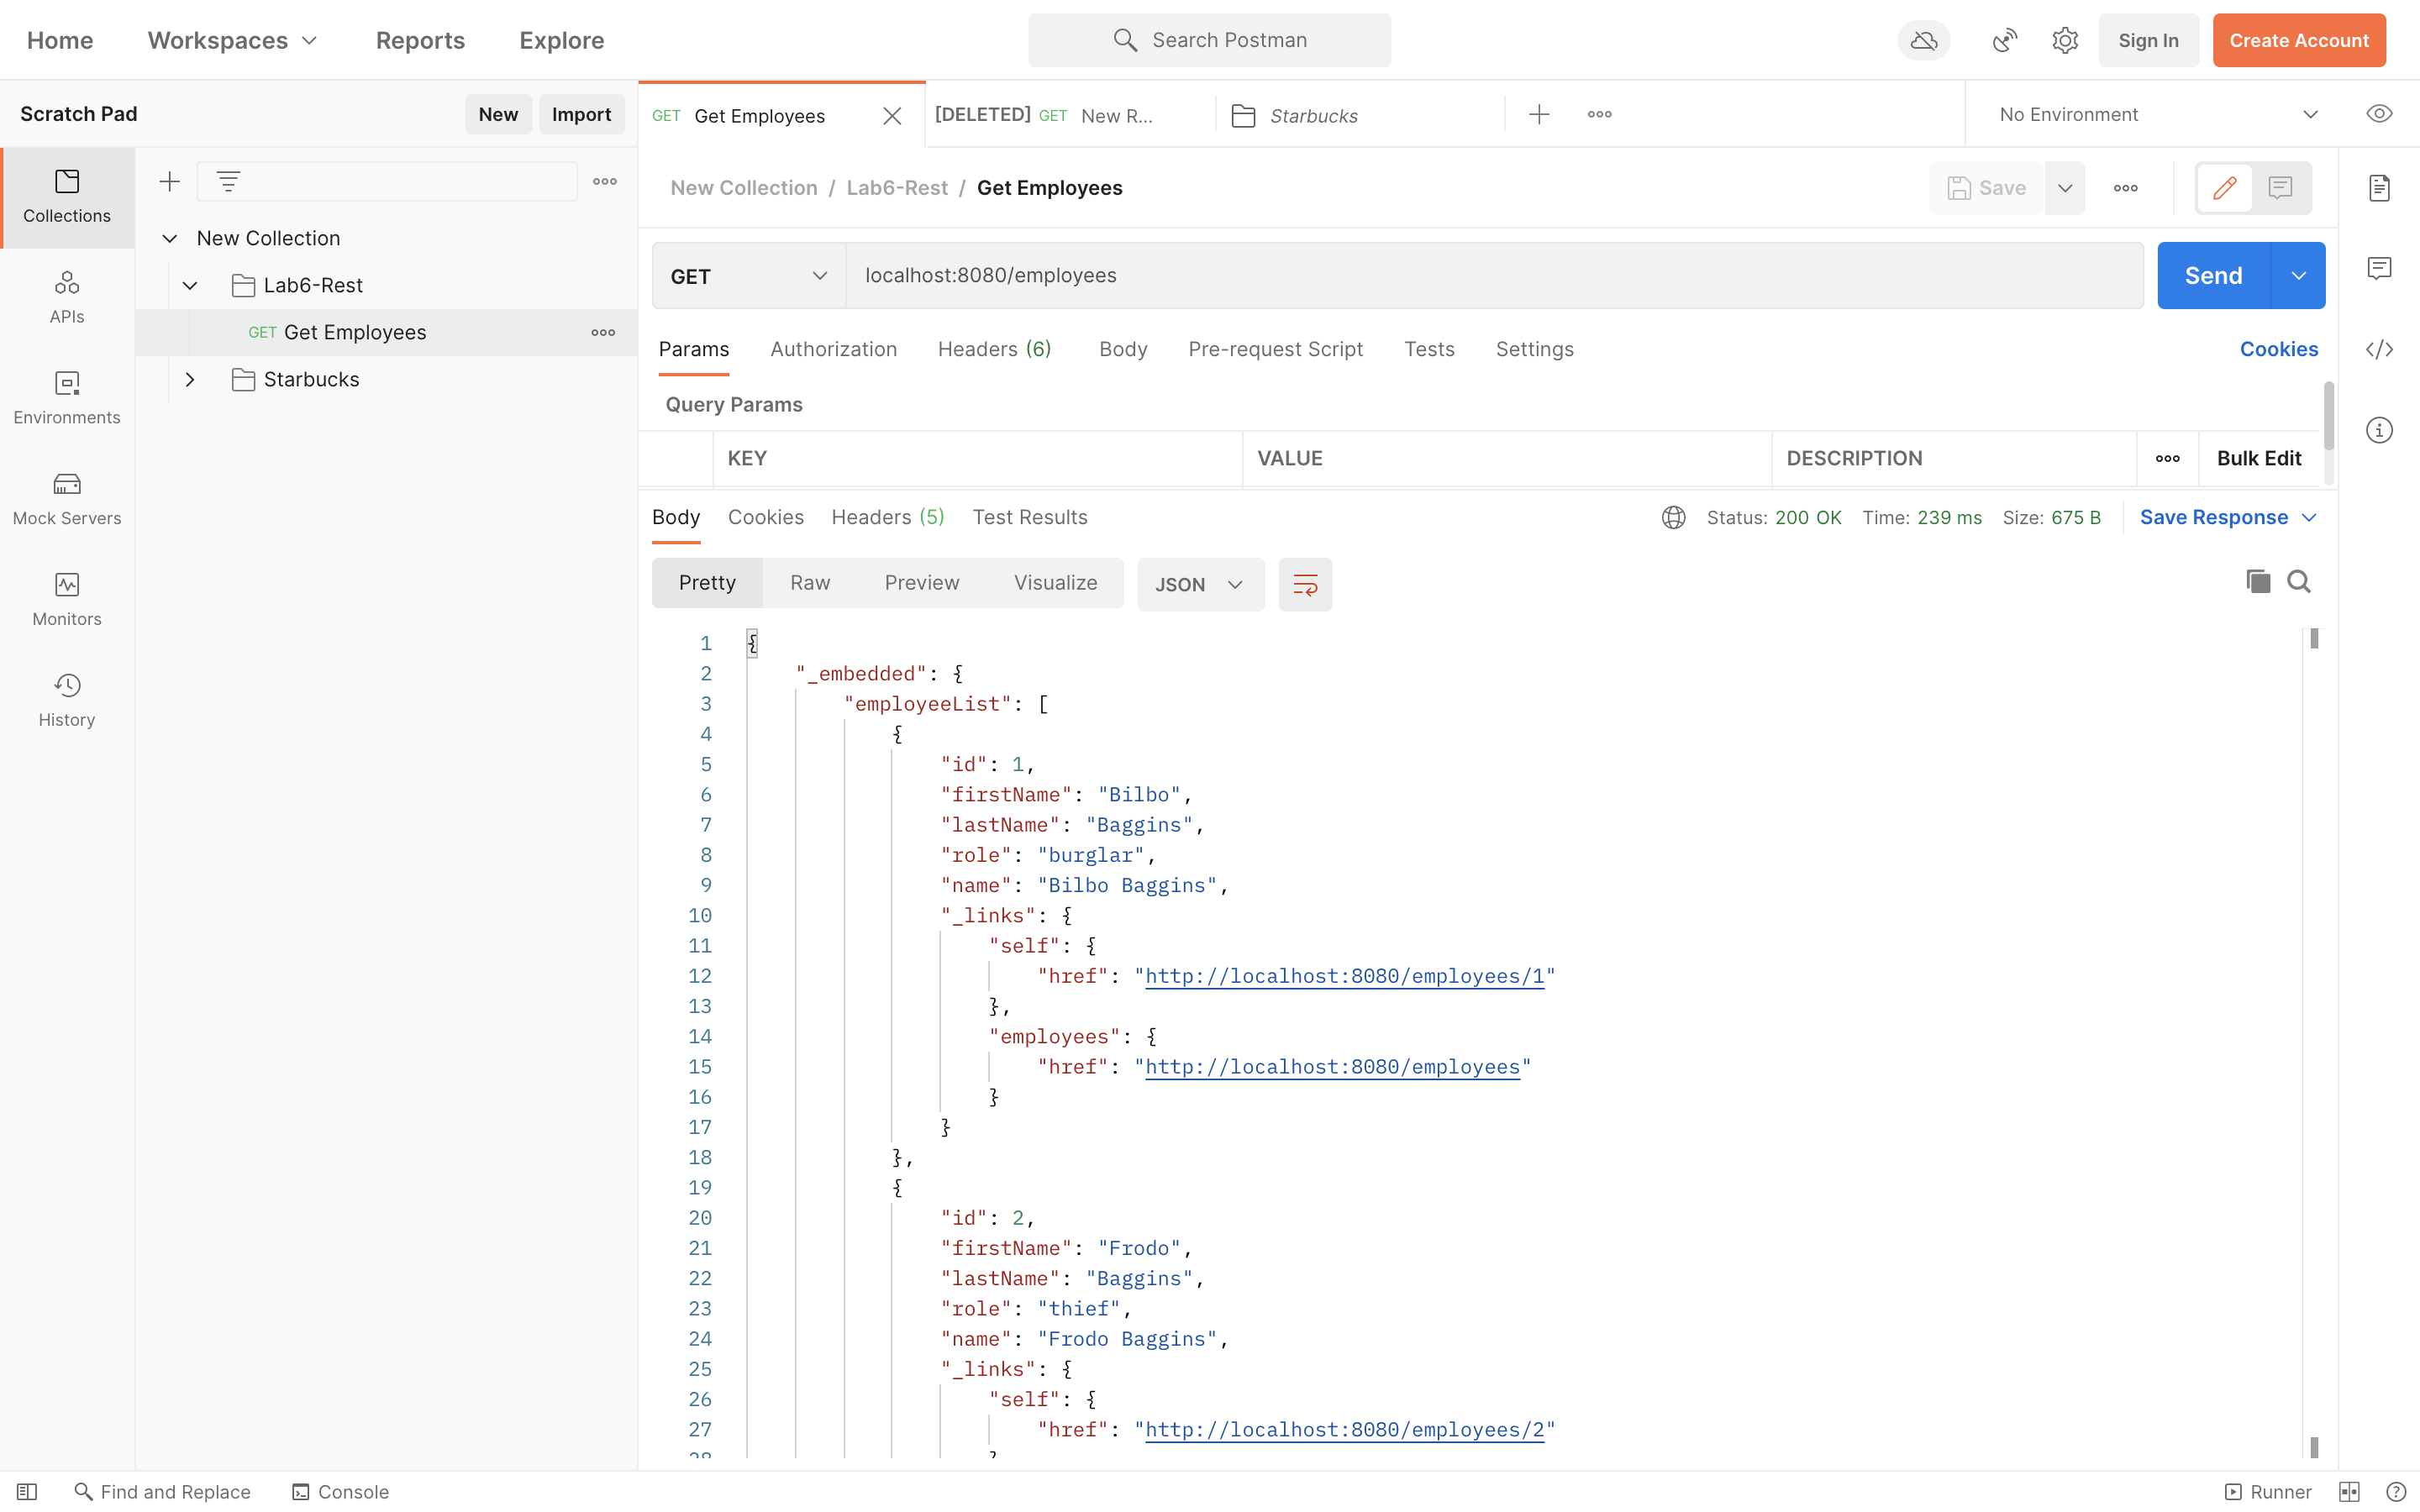 Home Workspaces Reports Explore Search Postman Sign In Create Account
Scratch Pad New Import
GET Get Employees [DELETED] GET New R... Starbucks No Environment
Collections
APIs
Environments
Mock Servers
Monitors
History
New Collection
Lab6-Rest
GET Get Employees
Starbucks
New Collection / Lab6-Rest / Get Employees Save
GET localhost:8080/employees Send
Params Authorization Headers (6) Body Pre-request Script Tests Settings Cookies
Query Params
KEY VALUE DESCRIPTION Bulk Edit
Body Cookies Headers (5) Test Results Status: 200 OK Time: 239 ms Size: 675 B Save Response
Pretty Raw Preview Visualize JSON
1 {
2 "_embedded": {
3 "employeeList": [
4 {
5 "id": 1,
6 "firstName": "Bilbo",
7 "lastName": "Baggins",
8 "role": "burglar",
9 "name": "Bilbo Baggins",
10 "_links": {
11 "self": {
12 "href": "http://localhost:8080/employees/1"
13 },
14 "employees": {
15 "href": "http://localhost:8080/employees"
16 }
17 }
18 },
19 {
20 "id": 2,
21 "firstName": "Frodo",
22 "lastName": "Baggins",
23 "role": "thief",
24 "name": "Frodo Baggins",
25 "_links": {
26 "self": {
27 "href": "http://localhost:8080/employees/2"
Find and Replace Console Runner